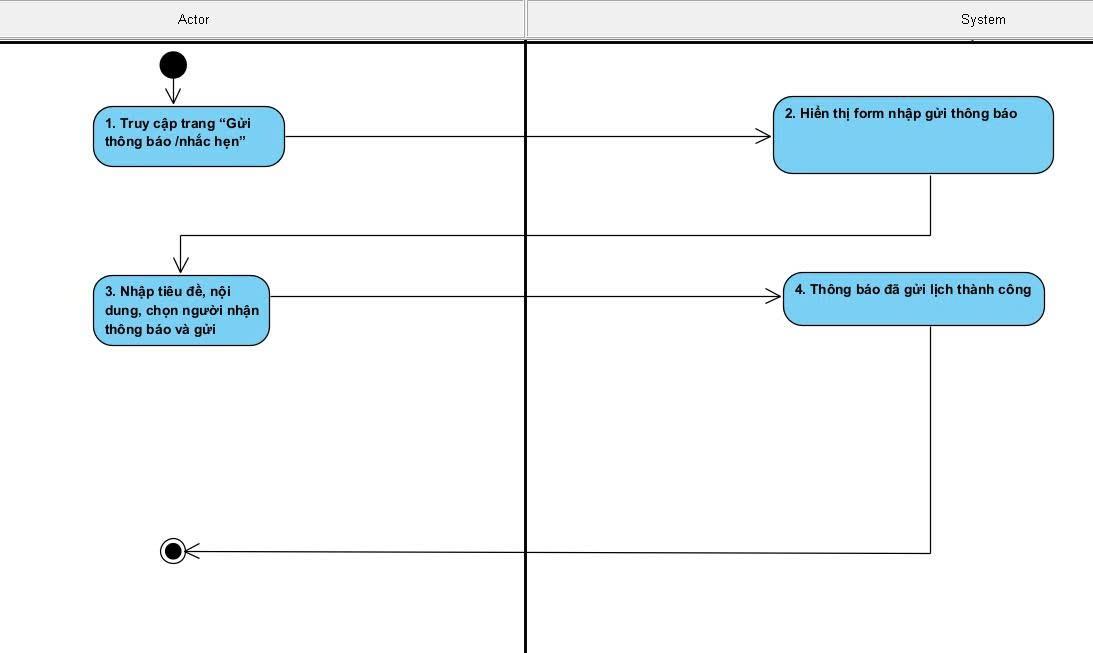 Actor
System
1. Truy cập trang “Gửi
thông báo /nhắc hẹn”
2. Hiển thị form nhập gửi thông báo
3. Nhập tiêu đề, nội
dung, chọn người nhận
thông báo và gửi
4. Thông báo đã gửi lịch thành công